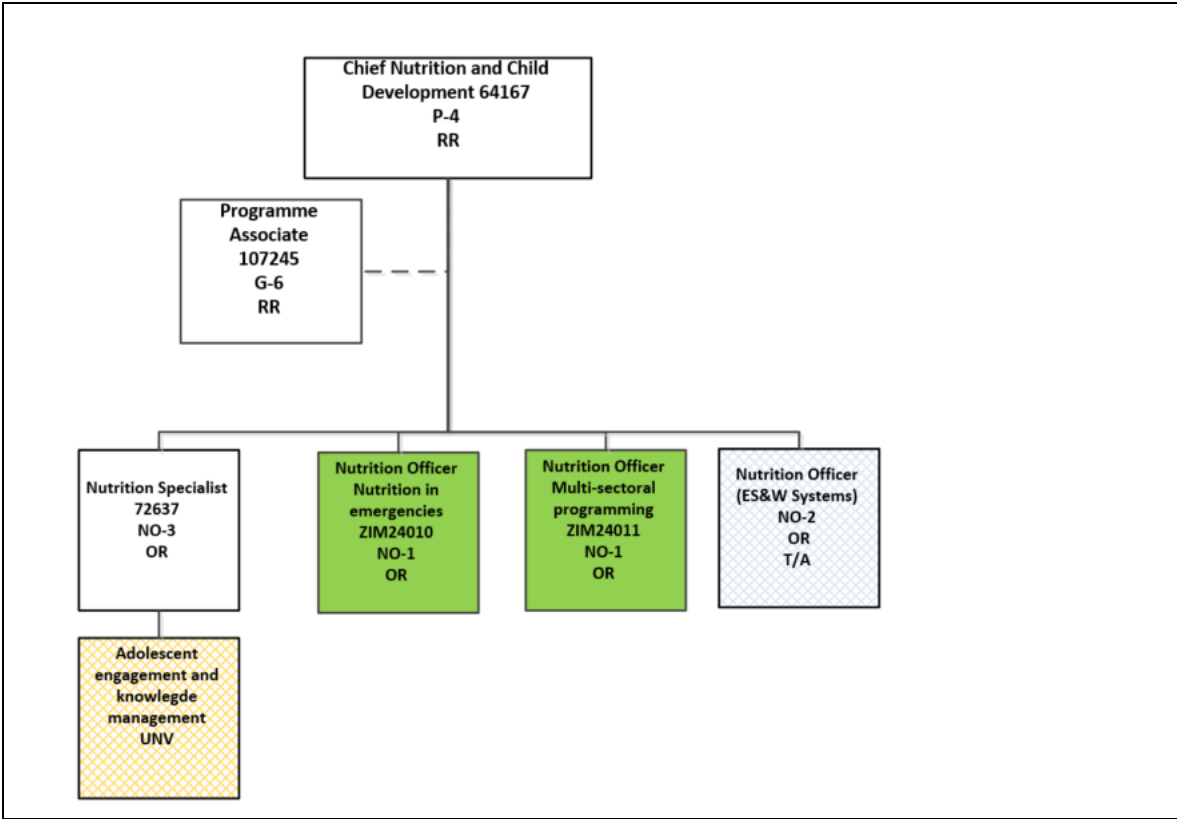 Chief Nutrition and Child
Development 64167
P-4
RR
Programme
Associate
107245
G-6
RR
Nutrition Specialist
72637
NO-3
OR
Nutrition Officer
Nutrition in
emergencies
ZIM24010
NO-1
OR
Nutrition Officer
Multi-sectoral
programming
ZIM24011
NO-1
OR
Nutrition Officer
(ES&W Systems)
NO-2
OR
T/A
Adolescent
engagement and
knowlegde
management
UNV